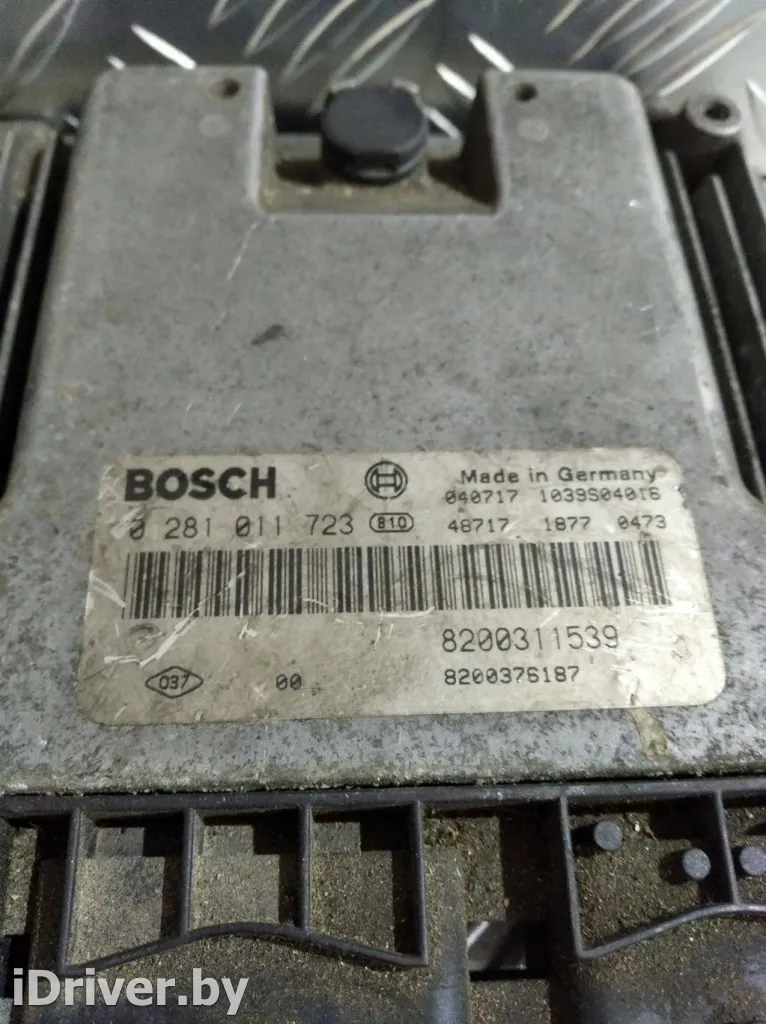 BOSCH
Made in Germany
040717 1039S04016
0 281 011 723 810
48717 1877 0473
8200311539
037 00
8200376187
iDriver.by